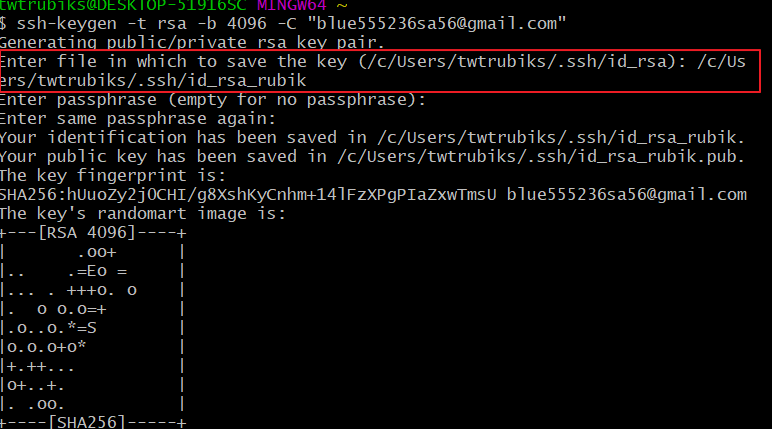 twtrubiks@DESKTOP-51916SC MINGW64 ~
$ ssh-keygen -t rsa -b 4096 -C "blue555236sa56@gmail.com"
Generating public/private rsa key pair.
Enter file in which to save the key (/c/Users/twtrubiks/.ssh/id_rsa): /c/Us
ers/twtrubiks/.ssh/id_rsa_rubik
Enter passphrase (empty for no passphrase):
Enter same passphrase again:
Your identification has been saved in /c/Users/twtrubiks/.ssh/id_rsa_rubik.
Your public key has been saved in /c/Users/twtrubiks/.ssh/id_rsa_rubik.pub.
The key fingerprint is:
SHA256:hUuoZy2jOCHI/g8XshKyCnhm+14lFzXPgPIaZxwTmsU blue555236sa56@gmail.com
The key's randomart image is:
+---[RSA 4096]----+
|       .oo+      |
|..    .=Eo =     |
|... . +++o. o    |
|.  o o.o=+       |
|.o..o.*=S        |
|o.o.o+o*         |
|+.++...          |
|o+..+.           |
|. .oo.           |
+----[SHA256]-----+